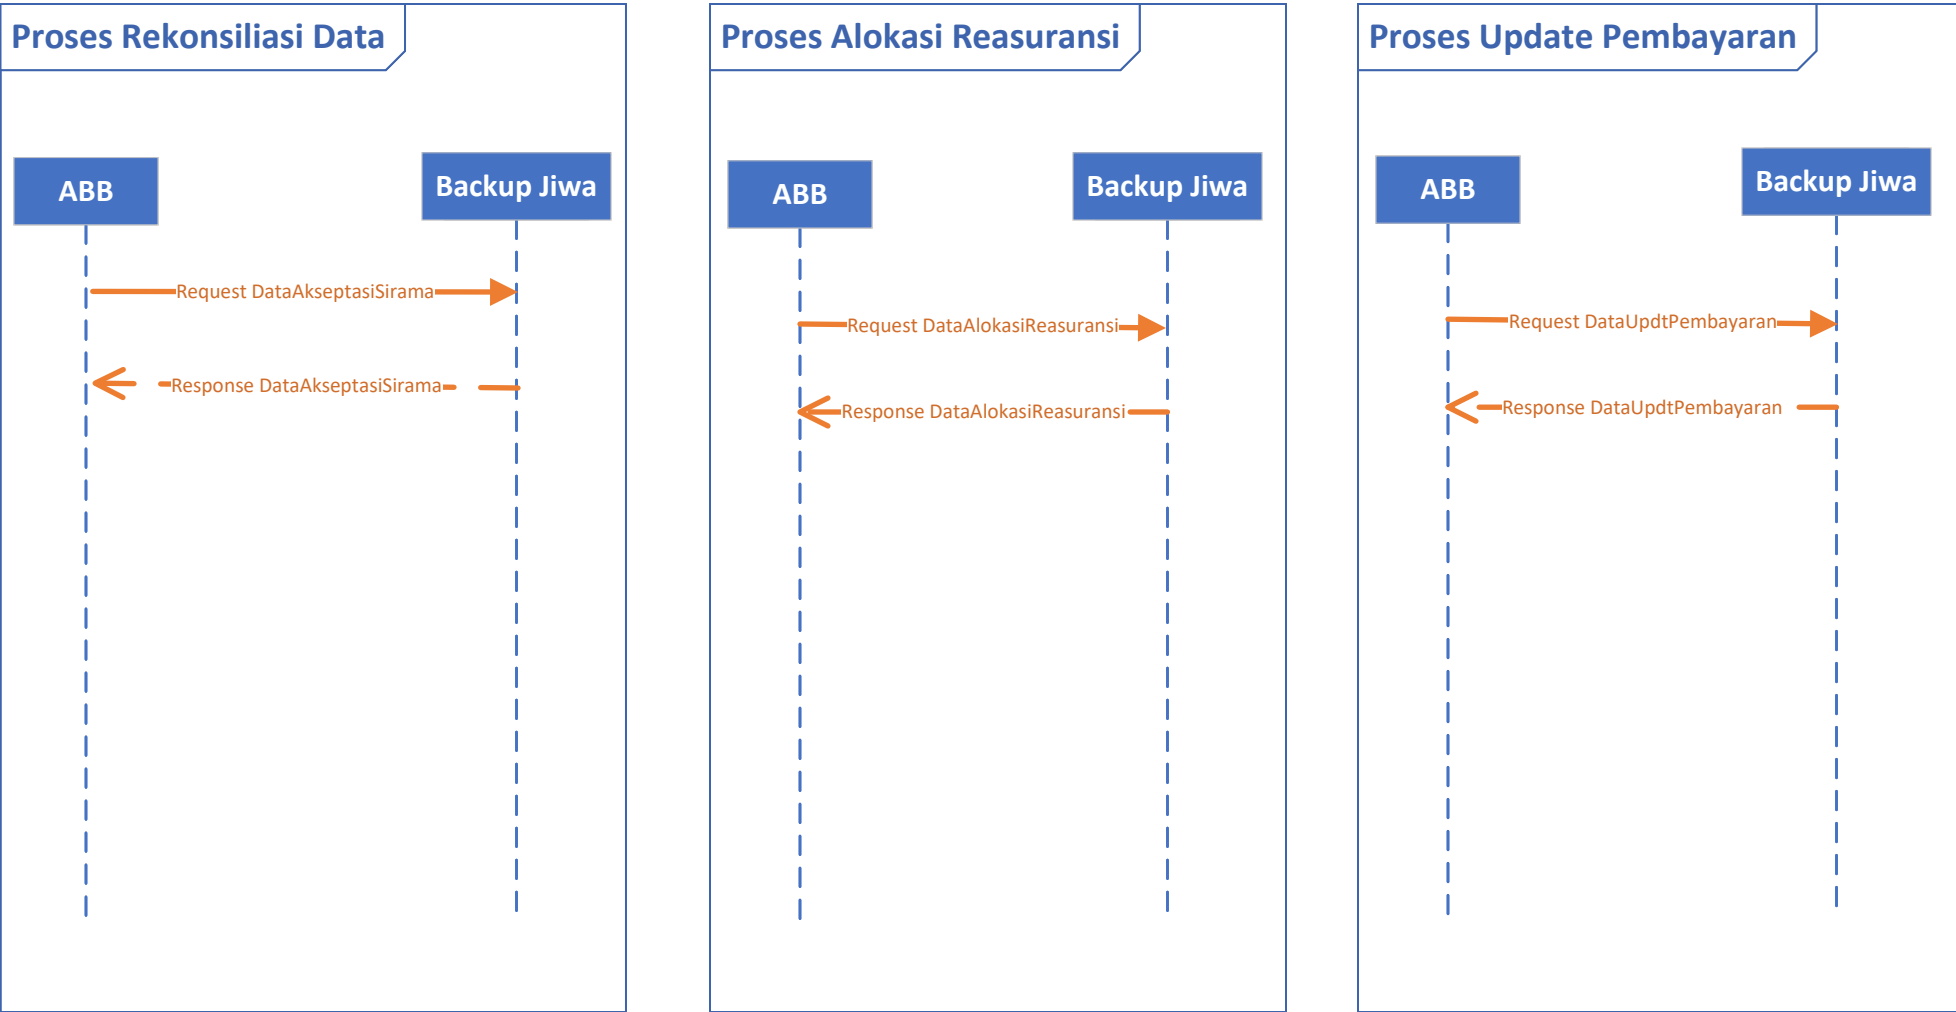 Proses Rekonsiliasi Data
ABB
Backup Jiwa
Request DataAkseptasiSirama
Response DataAkseptasiSirama
Proses Alokasi Reasuransi
ABB
Backup Jiwa
Request DataAlokasiReasuransi
Response DataAlokasiReasuransi
Proses Update Pembayaran
ABB
Backup Jiwa
Request DataUpdtPembayaran
Response DataUpdtPembayaran